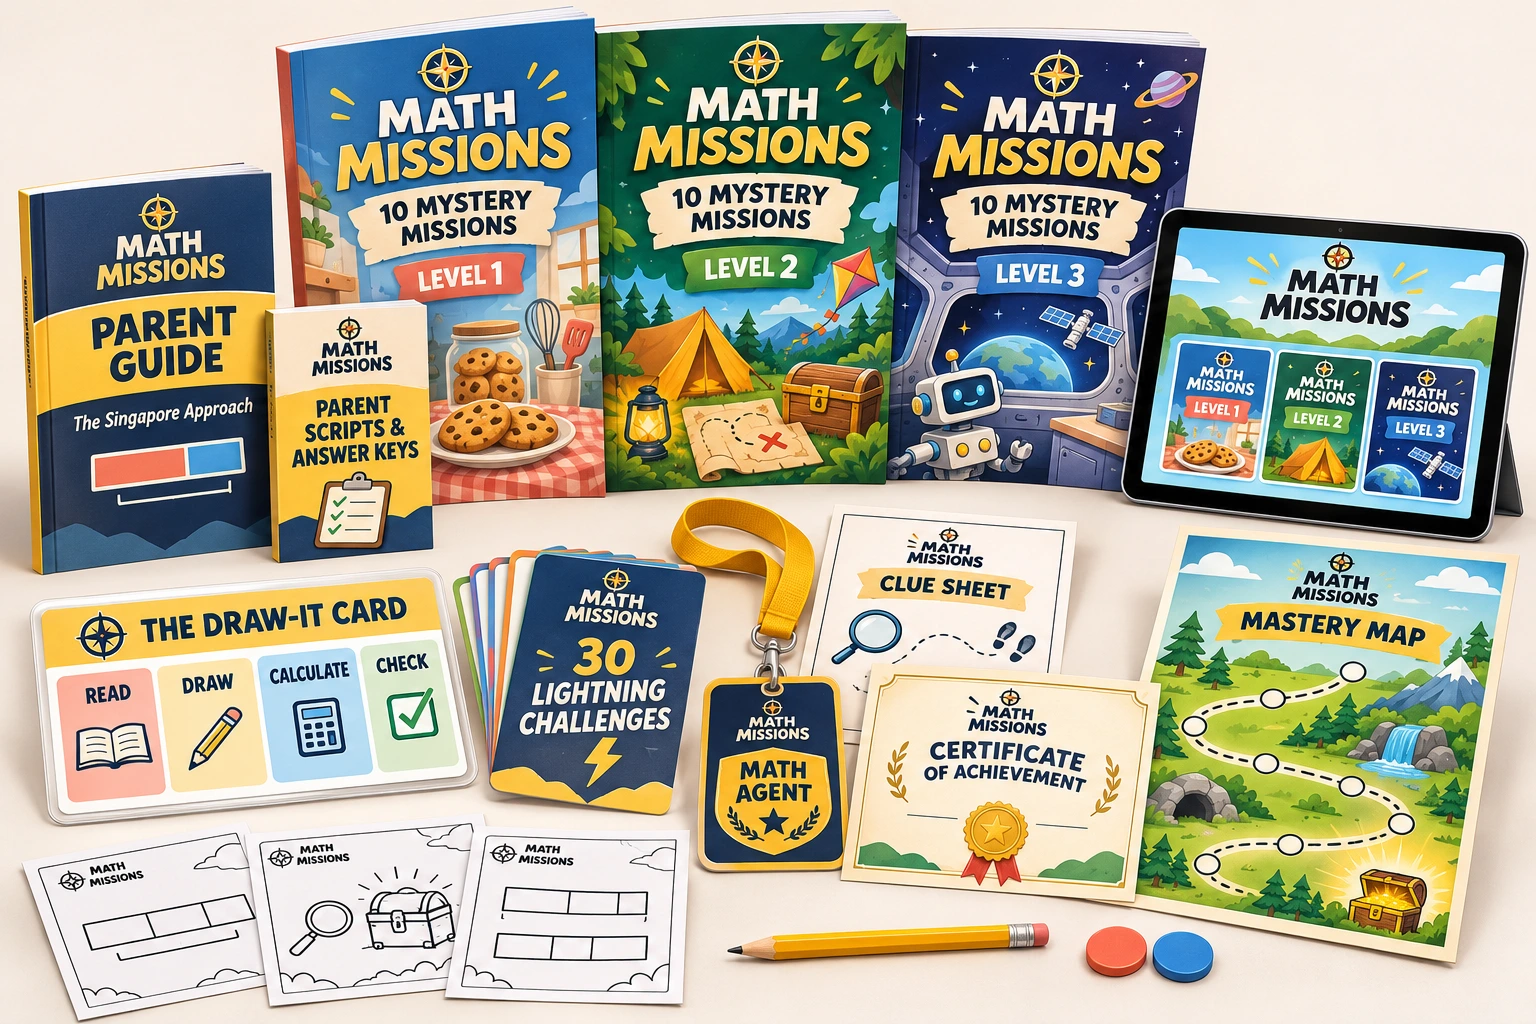 MATH
MISSIONS
10 MYSTERY
MISSIONS
LEVEL 1
MATH
MISSIONS
10 MYSTERY
MISSIONS
LEVEL 2
MATH
MISSIONS
10 MYSTERY
MISSIONS
LEVEL 3
MATH
MISSIONS
PARENT
GUIDE
The Singapore Approach
MATH
MISSIONS
PARENT
SCRIPTS &
ANSWER KEYS
MATH
MISSIONS
MATH
MISSIONS
LEVEL 1
MATH
MISSIONS
LEVEL 2
MATH
MISSIONS
LEVEL 3
THE DRAW-IT CARD
READ
DRAW
CALCULATE
CHECK
MATH
MISSIONS
30
LIGHTNING
CHALLENGES
MATH
MISSIONS
MATH
AGENT
MATH
MISSIONS
CLUE SHEET
MATH
MISSIONS
CERTIFICATE
OF ACHIEVEMENT
MATH
MISSIONS
MASTERY MAP
MATH
MISSIONS
MATH
MISSIONS
MATH
MISSIONS